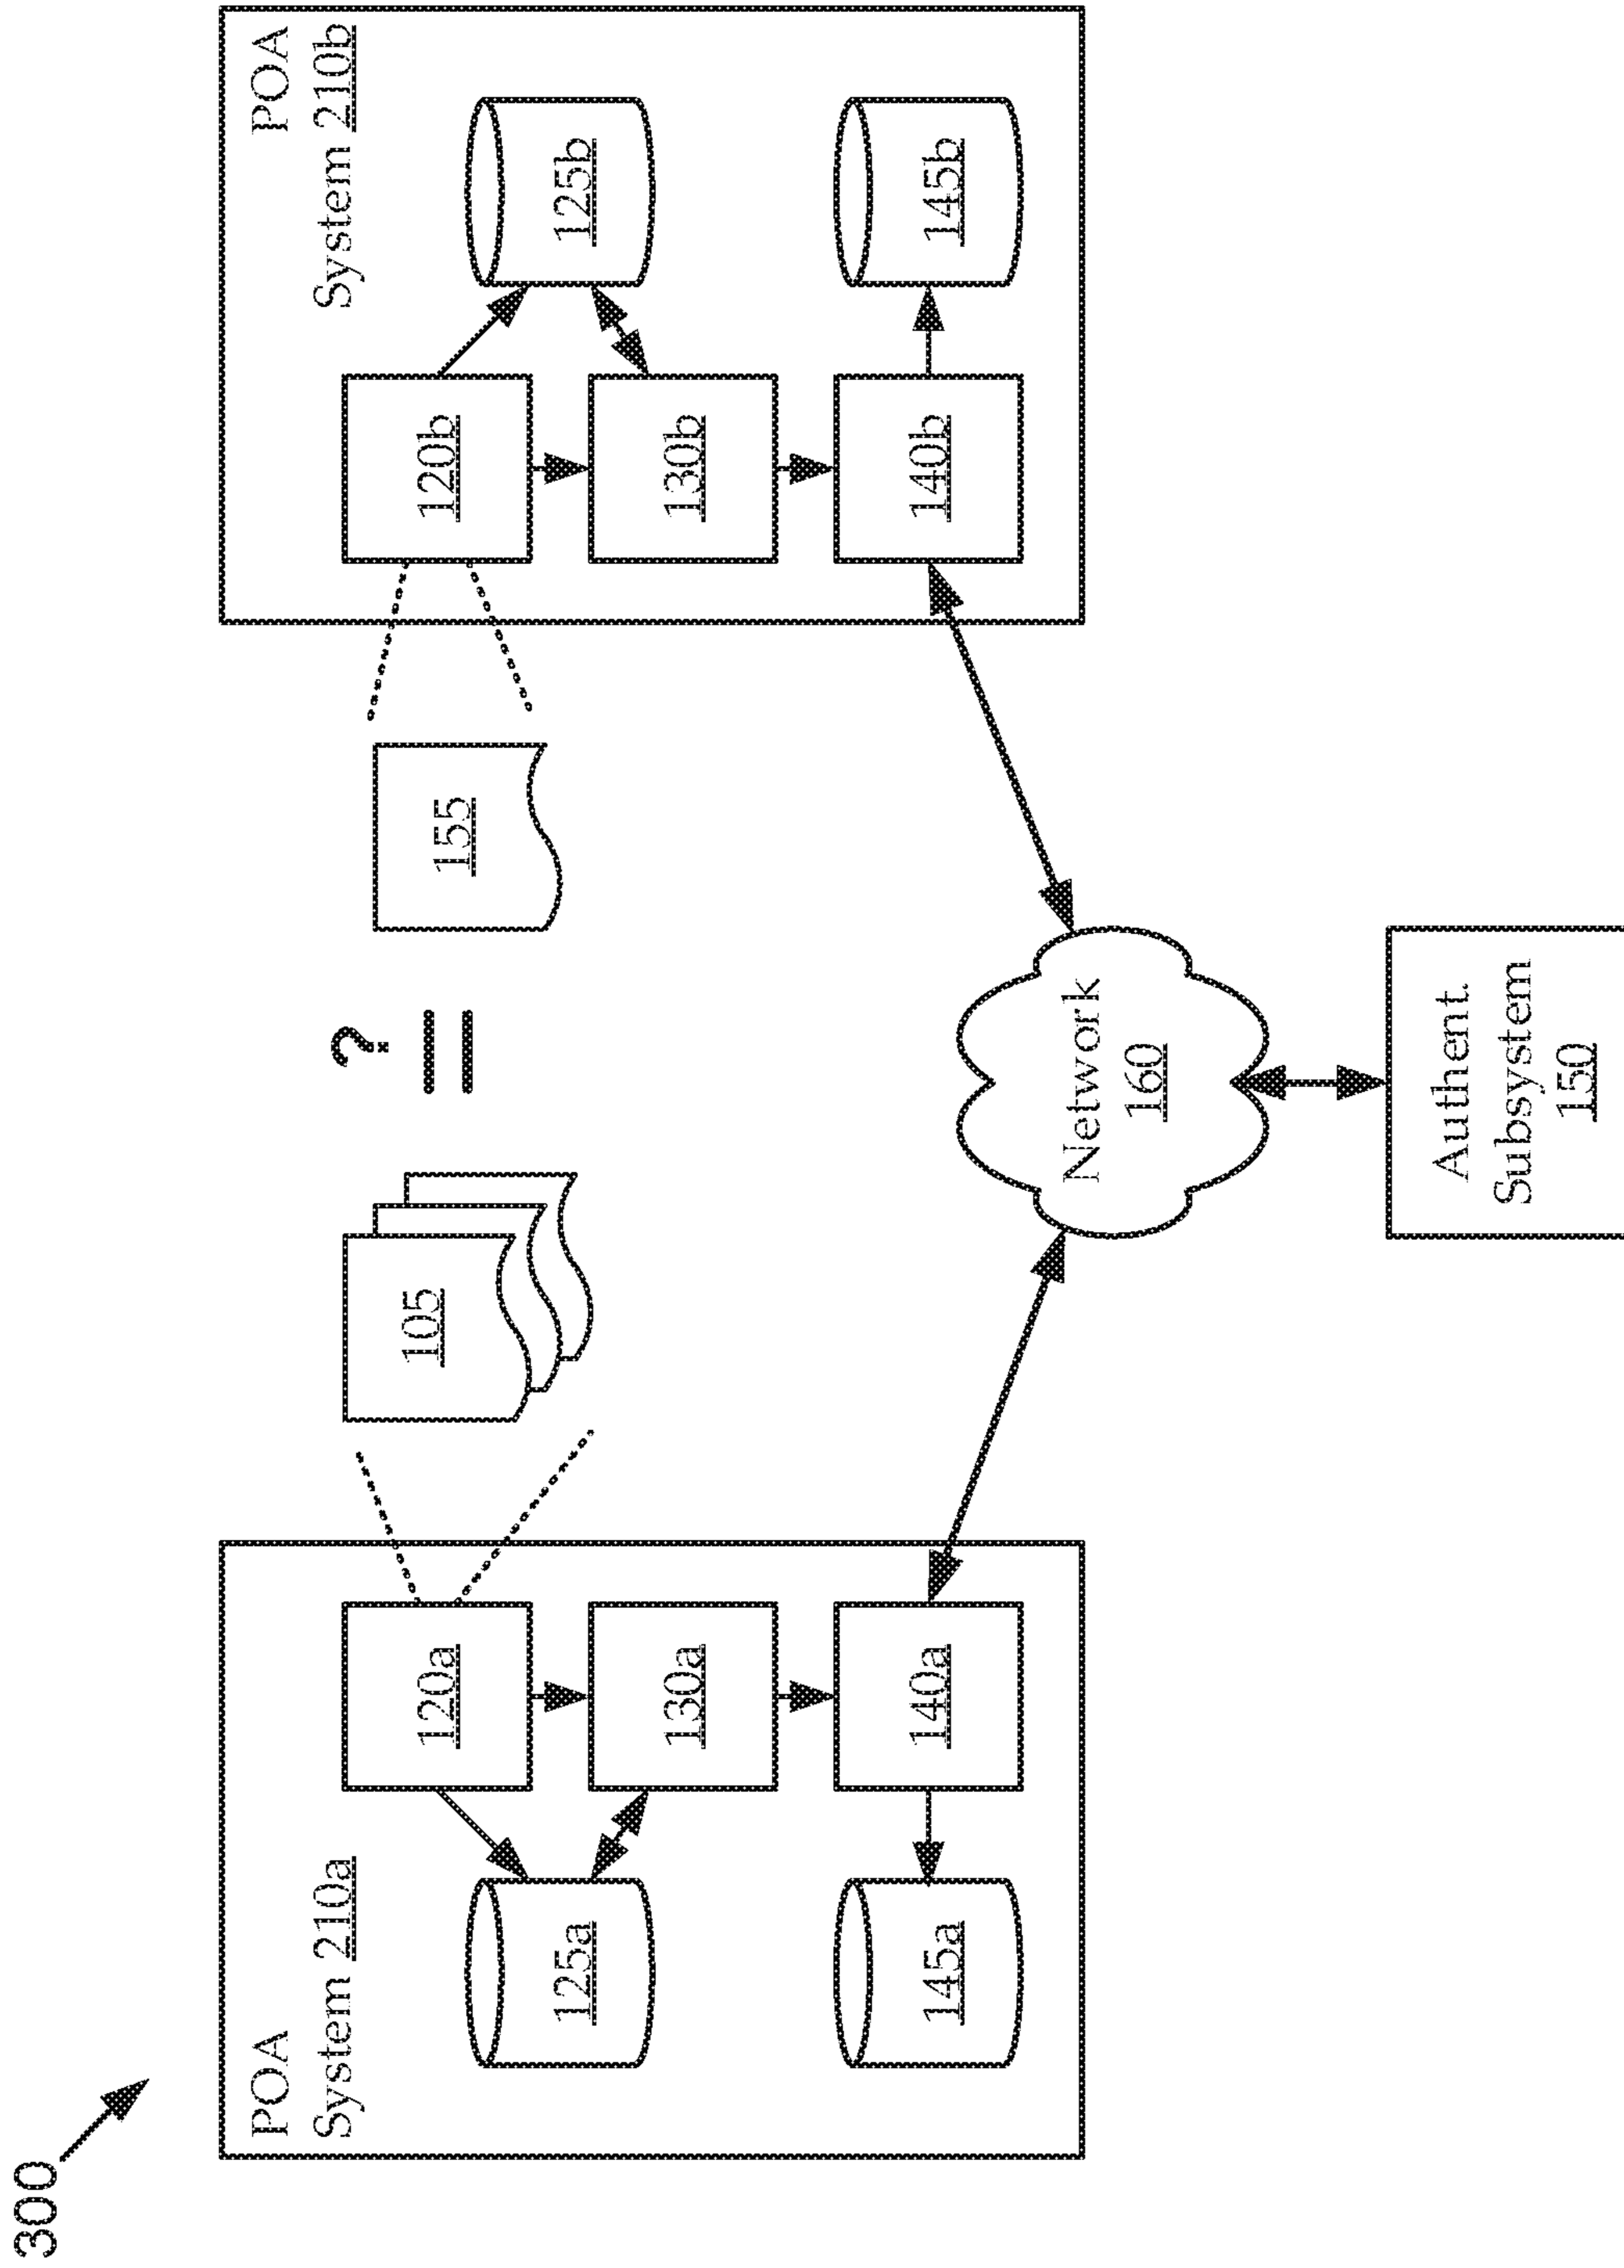 300
POA
System 210a
120a
125a
130a
140a
145a
105
?
=
155
POA
System 210b
120b
125b
130b
140b
145b
Network
160
Authent.
Subsystem
150